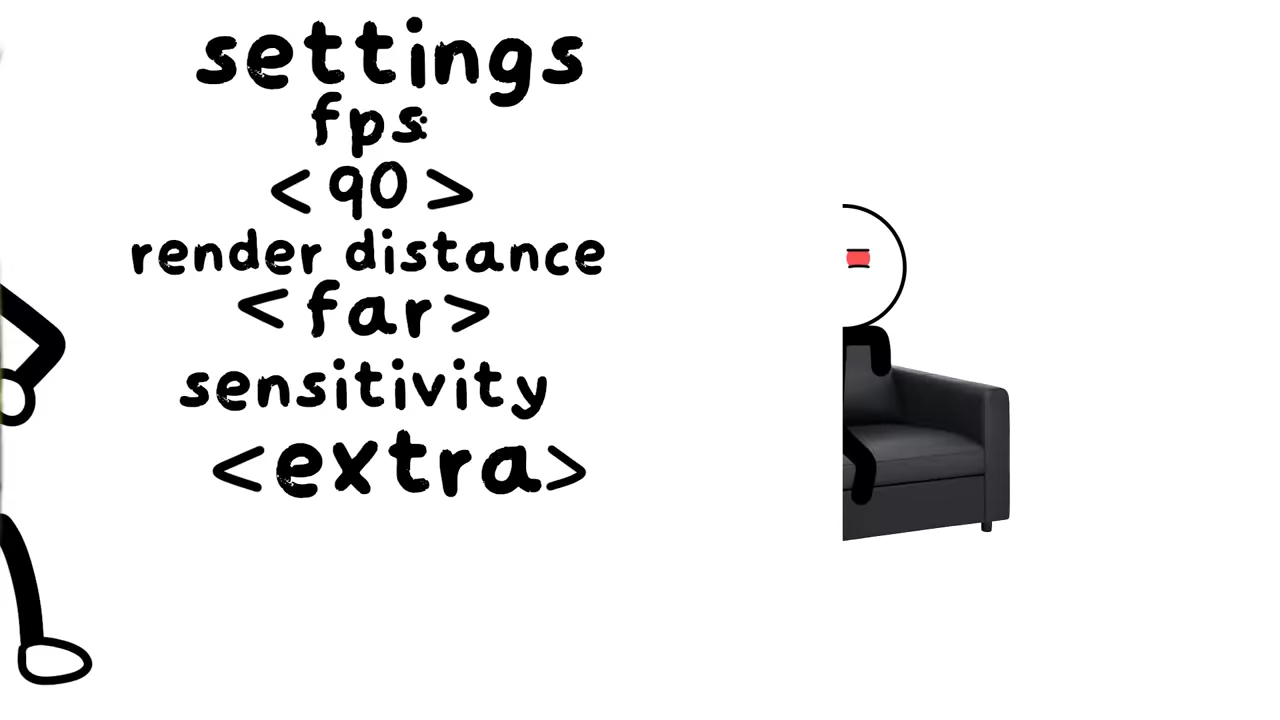 settings
fps:
<90>
render distance
<far>
sensitivity
<extra>